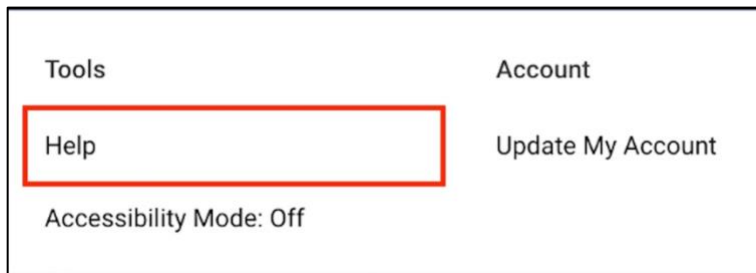 Tools
Help
Accessibility Mode: Off
Account
Update My Account